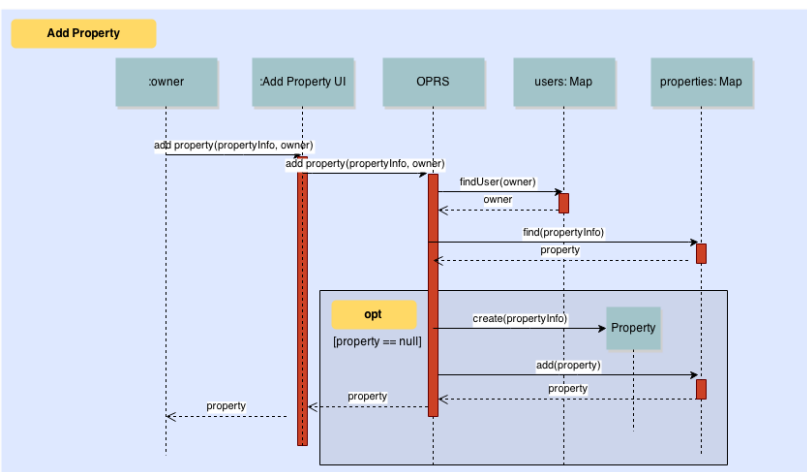 Add Property
:owner
:Add Property UI
OPRS
users: Map
properties: Map
add property(propertyInfo, owner)
add property(propertyInfo, owner)
findUser(owner)
owner
find(propertyInfo)
property
opt
[property == null]
create(propertyInfo)
Property
add(property)
property
property
property